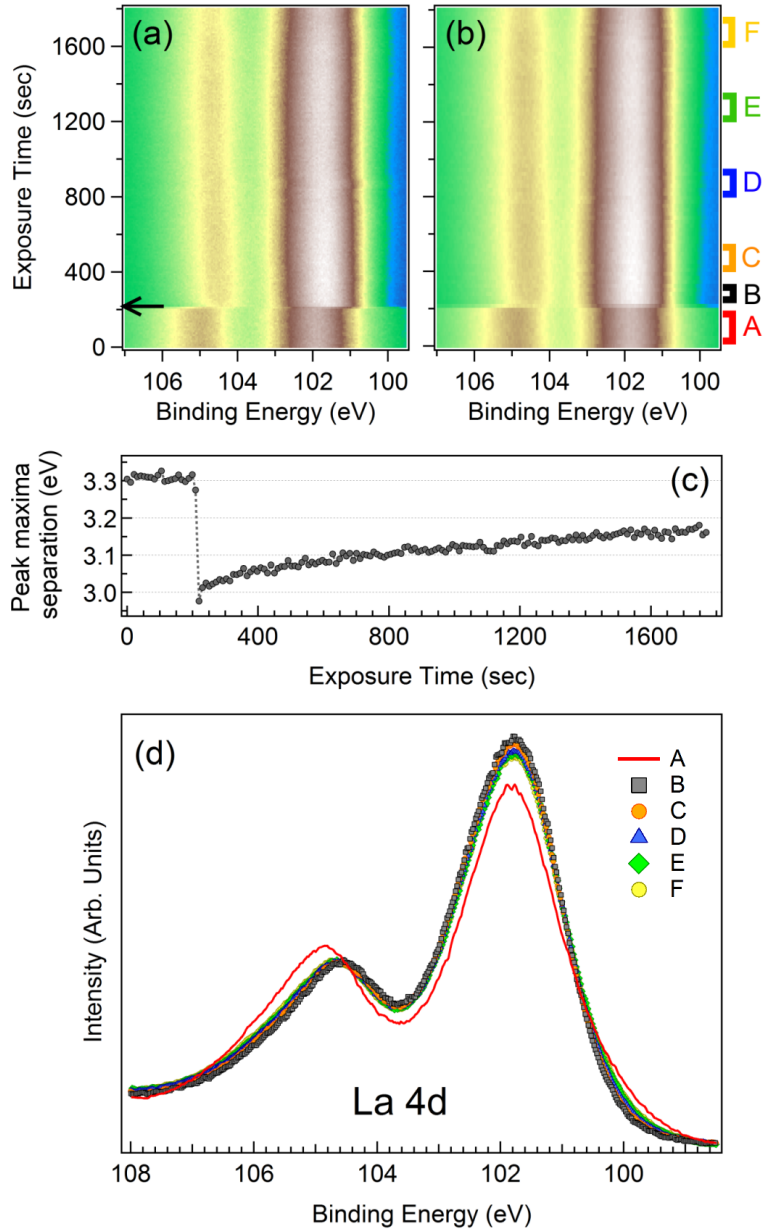 (a)
(b)
1600
1200
800
400
0
Exposure Time (sec)
106 104 102 100
Binding Energy (eV)
106 104 102 100
Binding Energy (eV)
F
E
D
C
B
A
(c)
3.3
3.2
3.1
3.0
Peak maxima
separation (eV)
0 400 800 1200 1600
Exposure Time (sec)
(d)
A
B
C
D
E
F
La 4d
Intensity (Arb. Units)
108 106 104 102 100
Binding Energy (eV)